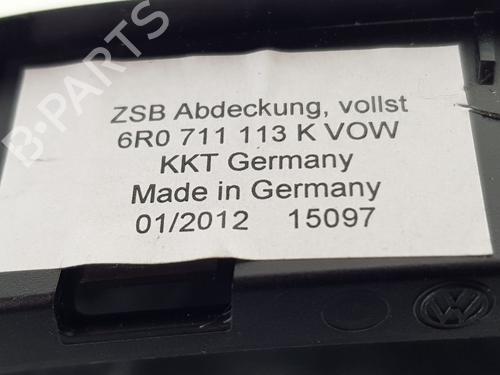 ZSB Abdeckung, vollst
6R0 711 113 K VOW
KKT Germany
Made in Germany
01/2012 15097
B-PARTS